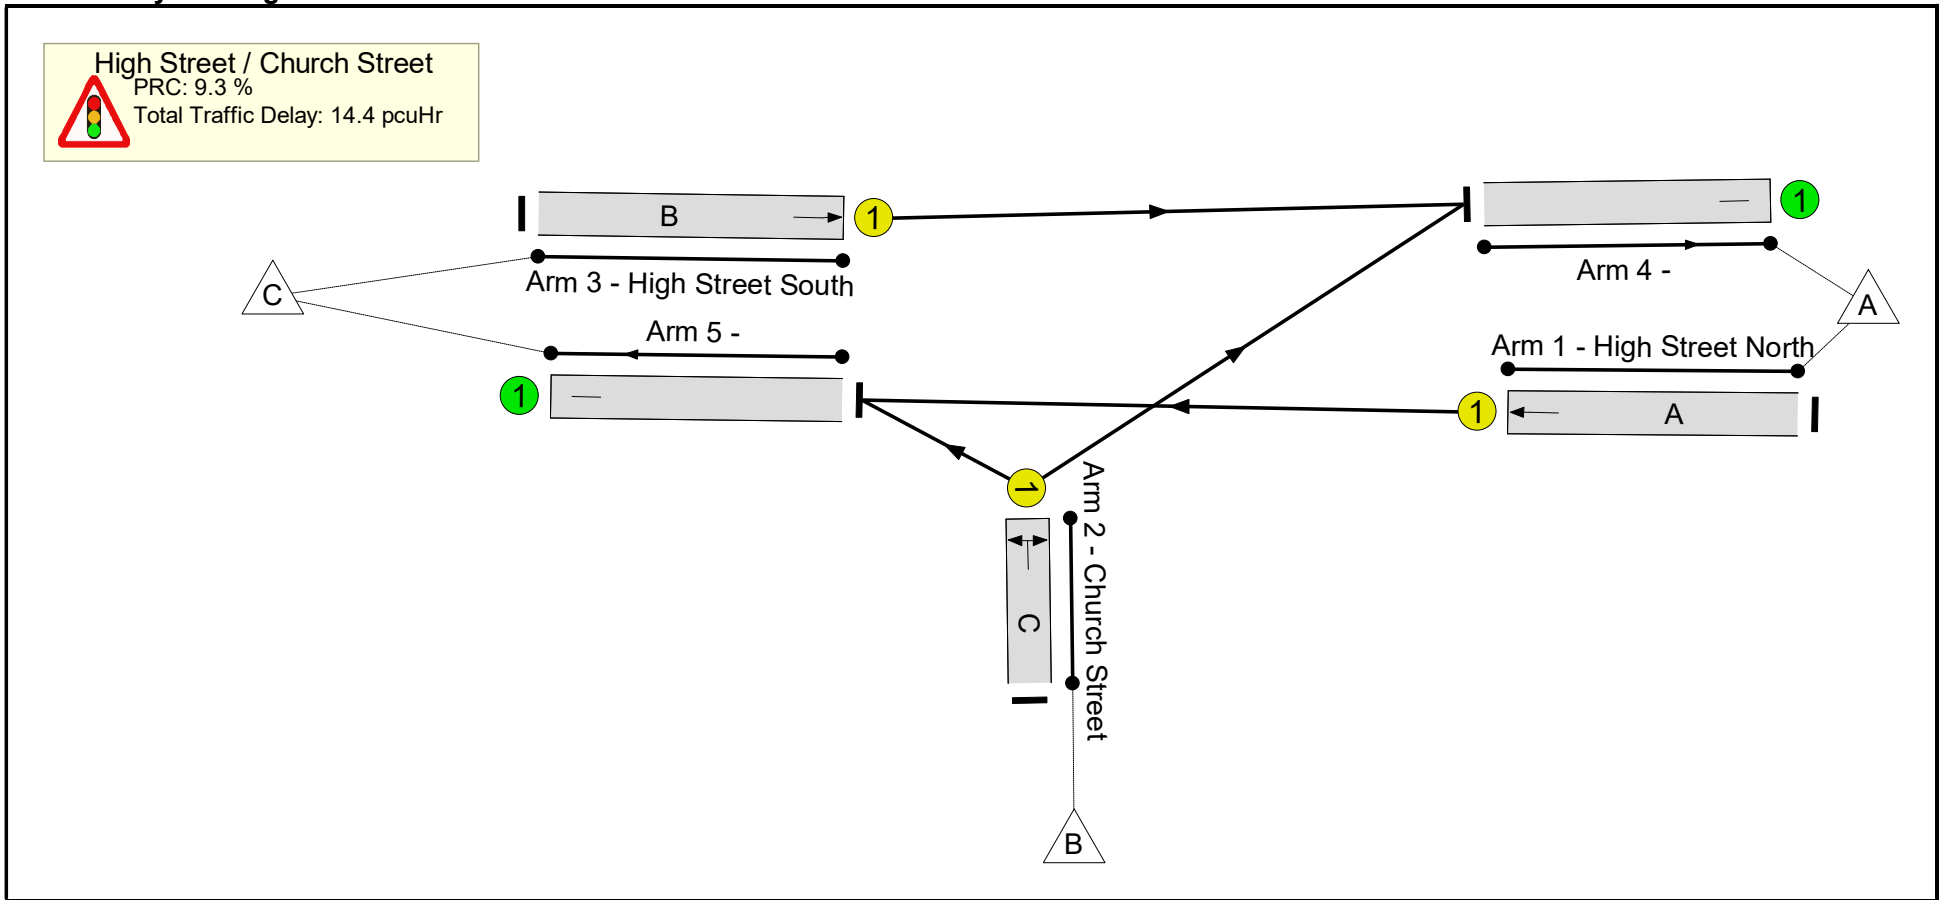 High Street / Church Street
PRC: 9.3 %
Total Traffic Delay: 14.4 pcuHr
B
1
1
Arm 3 - High Street South
Arm 4 -
C
A
Arm 5 -
Arm 1 - High Street North
1
1
A
1
Arm 2 - Church Street
C
B